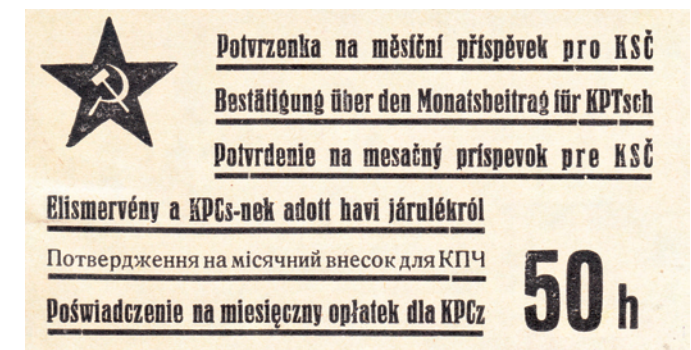 Potvrzenka na měsíční příspěvek pro KSČ
Bestätigung über den Monatsbeitrag für KPTsch
Potvrdenie na mesačný príspevok pre KSČ
Elismervény a KPCs-nek adott havi járulékról
Потвердження на місячний внесок для КПЧ
Poświadczenie na miesięczny opłatek dla KPCz
50 h